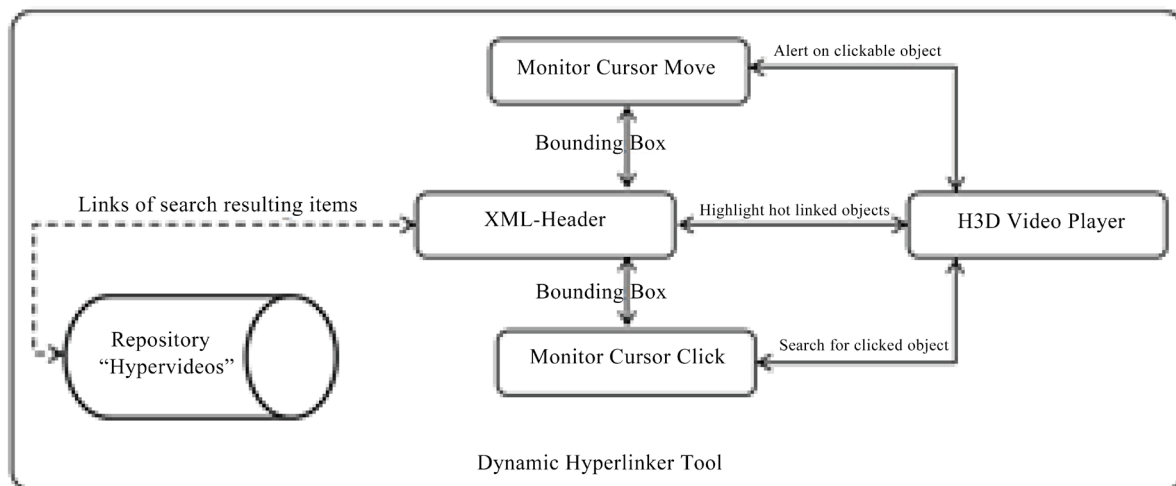 Monitor Cursor Move
Alert on clickable object
Bounding Box
Links of search resulting items
XML-Header
Highlight hot linked objects
H3D Video Player
Bounding Box
Repository
“Hypervideos”
Monitor Cursor Click
Search for clicked object
Dynamic Hyperlinker Tool